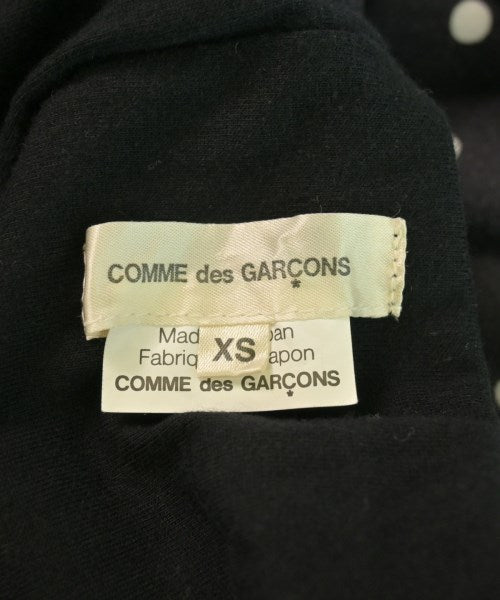 COMME des GARÇONS
Mad pan
XS
Fabriq apon
COMME des GARÇONS